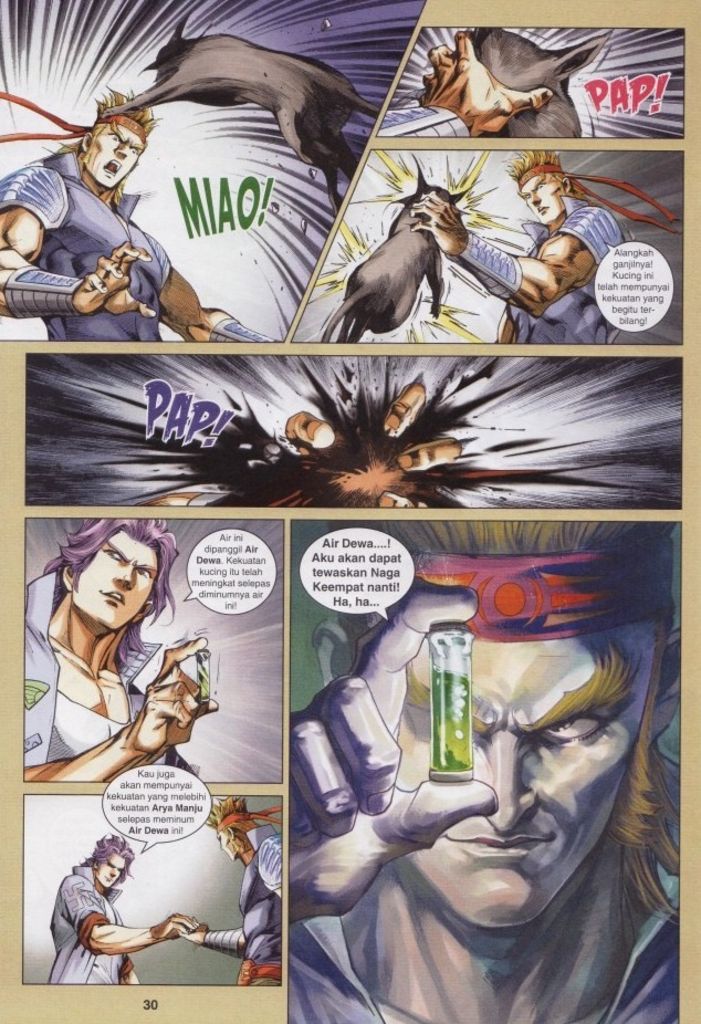 MIAO!
PAP!
Alangkah
ganjilnya!
Kucing ini
telah mempunyai
kekuatan yang
begitu ter-
bilang!
PAP!
Air ini
dipanggil Air
Dewa. Kekuatan
kucing itu telah
meningkat selepas
diminumnya air
ini!
Kau juga
akan mempunyai
kekuatan yang melebihi
kekuatan Arya Manju
selepas meminum
Air Dewa ini!
Air Dewa....!
Aku akan dapat
tewaskan Naga
Keempat nanti!
Ha, ha...
30